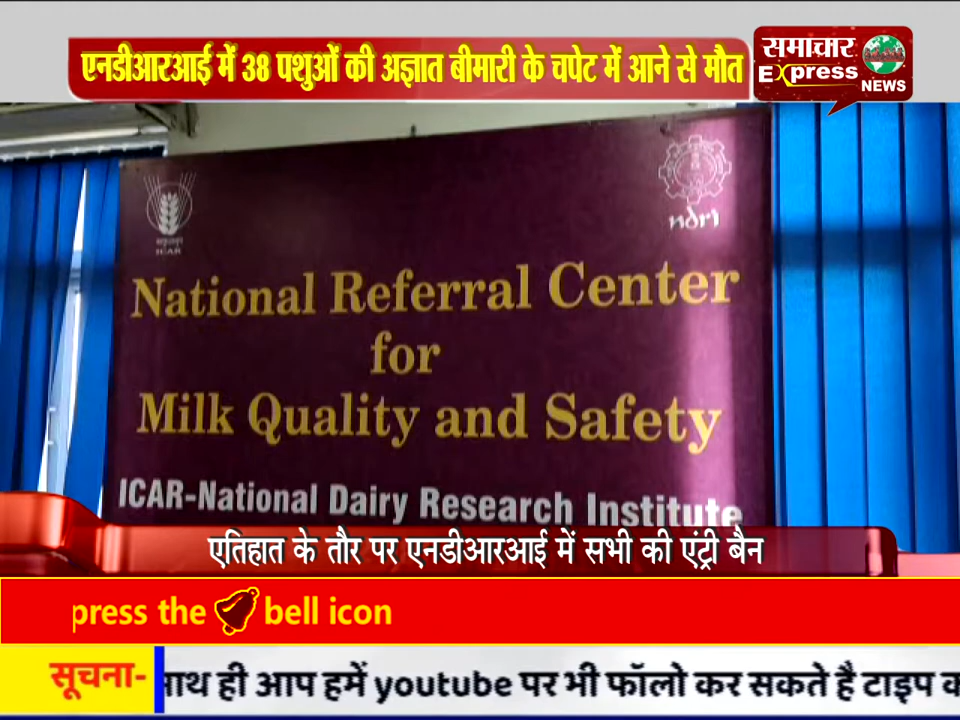 एनडीआरआई में 38 पशुओं की अज्ञात बीमारी के चपेट में आने से मौत
समाचार
Express
NEWS
ICAR
ndri
National Referral Center
for
Milk Quality and Safety
ICAR-National Dairy Research Institute
एतिहात के तौर पर एनडीआरआई में सभी की एंट्री बैन
press the bell icon
सूचना-
ही आप हमें youtube पर भी फॉलो कर सकते है टाइप